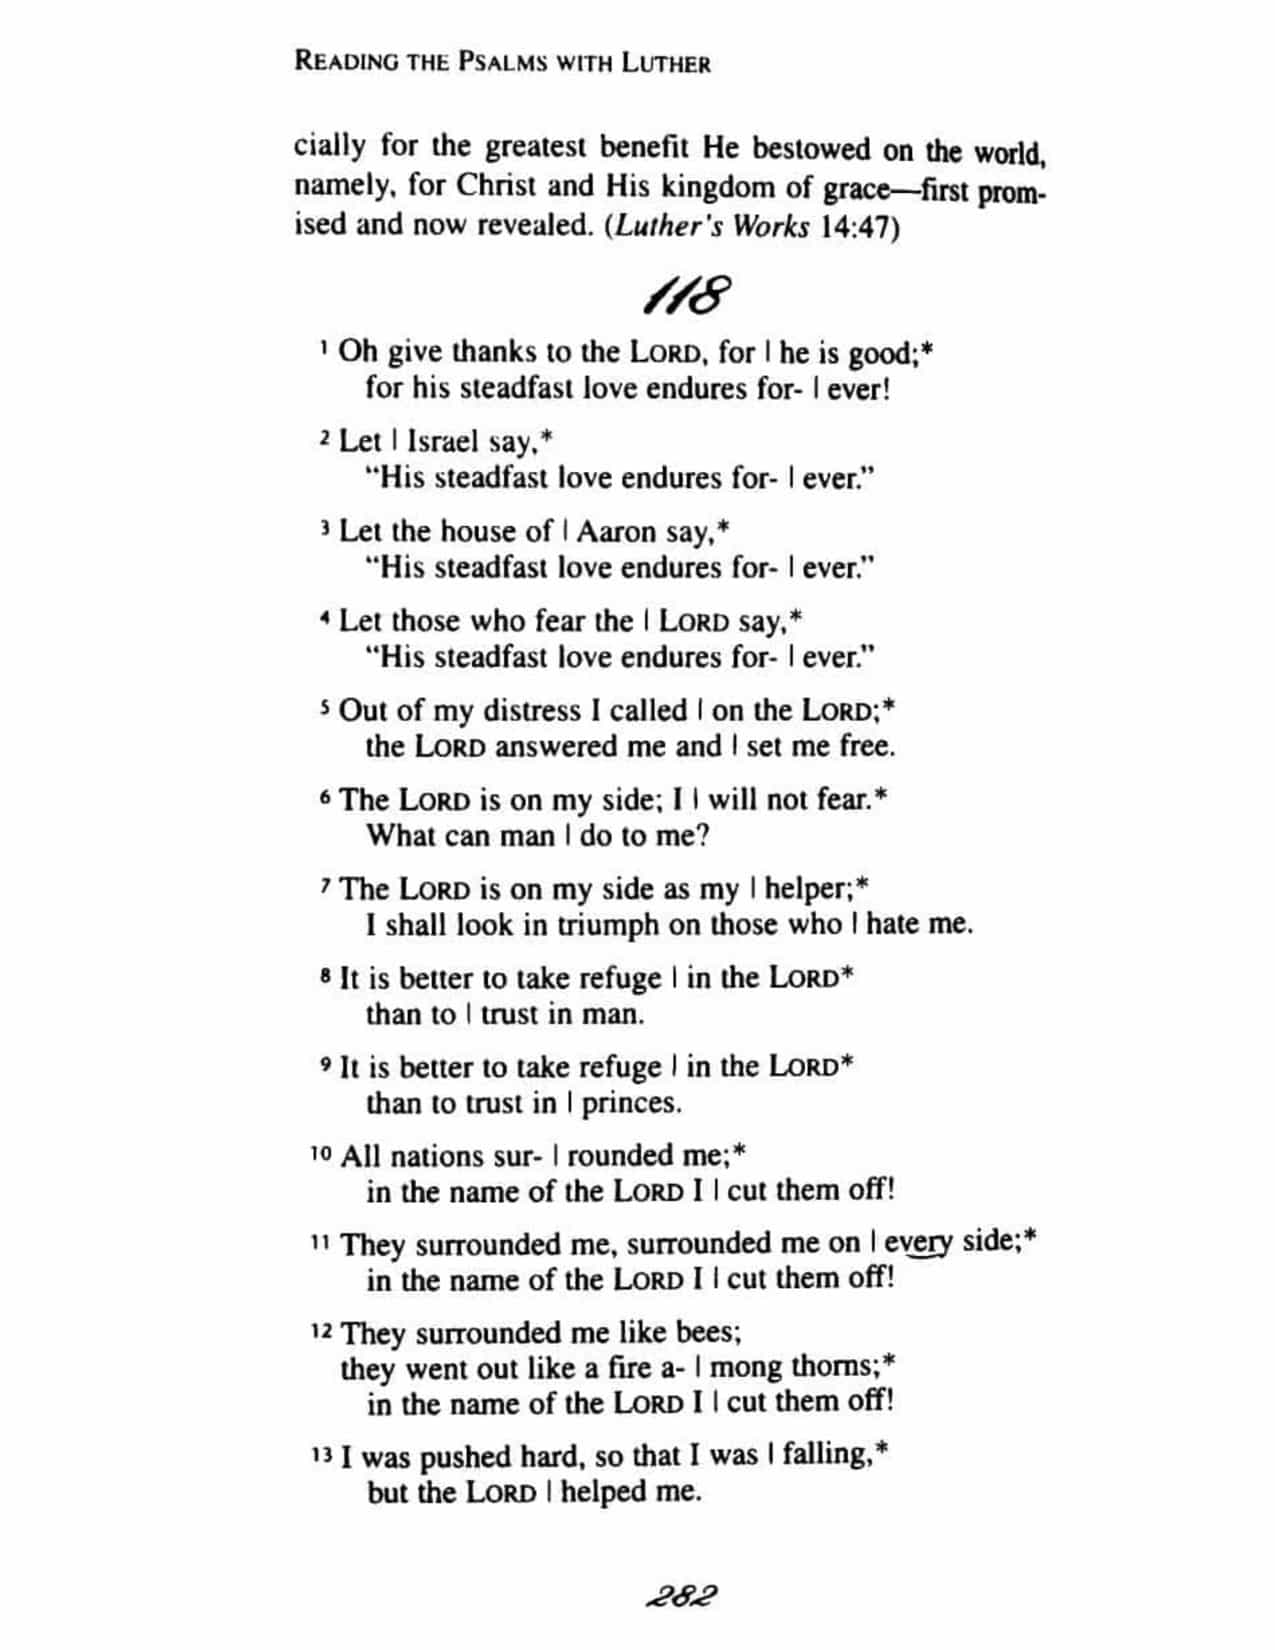 READING THE PSALMS WITH LUTHER
cially for the greatest benefit He bestowed on the world,
namely, for Christ and His kingdom of grace—first prom-
ised and now revealed. (Luther's Works 14:47)
118
1 Oh give thanks to the LORD, for | he is good;*
for his steadfast love endures for- | ever!
2 Let | Israel say,*
“His steadfast love endures for- | ever.”
3 Let the house of | Aaron say,*
“His steadfast love endures for- | ever.”
4 Let those who fear the | LORD say,*
“His steadfast love endures for- | ever.”
5 Out of my distress I called | on the LORD;*
the LORD answered me and | set me free.
6 The LORD is on my side; I | will not fear.*
What can man | do to me?
7 The LORD is on my side as my | helper;*
I shall look in triumph on those who | hate me.
8 It is better to take refuge | in the LORD*
than to | trust in man.
9 It is better to take refuge | in the LORD*
than to trust in | princes.
10 All nations sur- | rounded me;*
in the name of the LORD I | cut them off!
11 They surrounded me, surrounded me on | every side;*
in the name of the LORD I | cut them off!
12 They surrounded me like bees;
they went out like a fire a- | mong thorns;*
in the name of the LORD I | cut them off!
13 I was pushed hard, so that I was | falling,*
but the LORD | helped me.
282